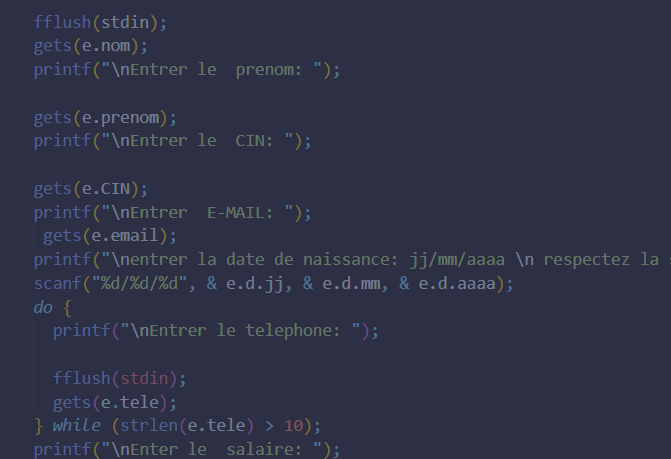 fflush(stdin);
gets(e.nom);
printf("\nEntrer le  prenom: ");
gets(e.prenom);
printf("\nEntrer le  CIN: ");
gets(e.CIN);
printf("\nEntrer  E-MAIL: ");
gets(e.email);
printf("\nentrer la date de naissance: jj/mm/aaaa \n respectez la
scanf("%d/%d/%d", & e.d.jj, & e.d.mm, & e.d.aaaa);
do {
printf("\nEntrer le telephone: ");
fflush(stdin);
gets(e.tele);
} while (strlen(e.tele) > 10);
printf("\nEnter le  salaire: ");